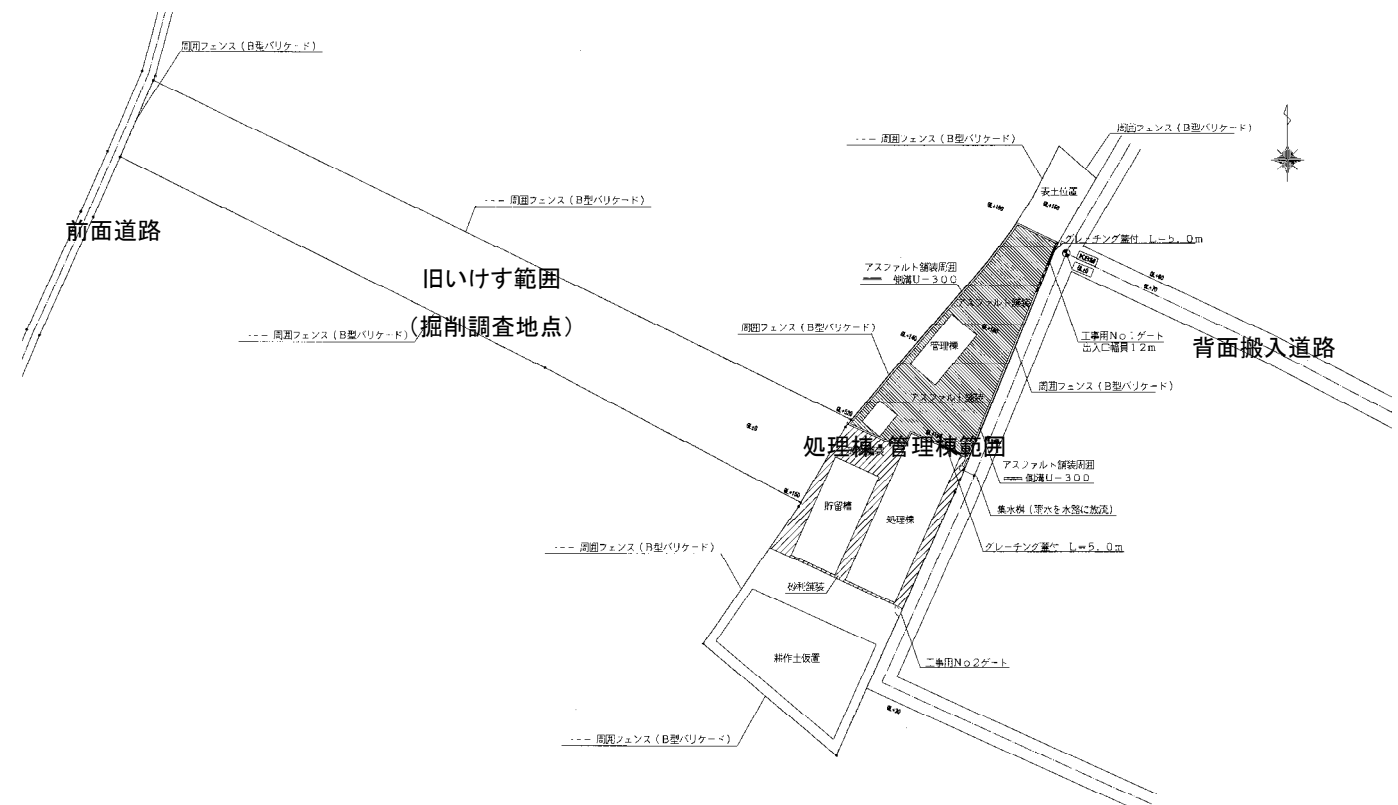 周囲フェンス(B型バリケード)
周囲フェンス(B型バリケード)
周囲フェンス(B型バリケード)
表土位置
周囲フェンス(B型バリケード)
前面道路
グレーチング蓋付 L=5.0m
旧いけす範囲
(掘削調査地点)
アスファルト舗装周囲
側溝U-300
アスファルト舗装
周囲フェンス(B型バリケード)
周囲フェンス(B型バリケード)
管理棟
工事用No1ゲート
出入口幅員12m
背面搬入道路
周囲フェンス(B型バリケード)
アスファルト舗装
処理棟・管理棟範囲
アスファルト舗装周囲
側溝U-300
貯留槽
処理棟
集水桝(雨水を水路に放流)
周囲フェンス(B型バリケード)
グレーチング蓋付 L=5.0m
砂利舗装
耕作土仮置
工事用No2ゲート
周囲フェンス(B型バリケード)